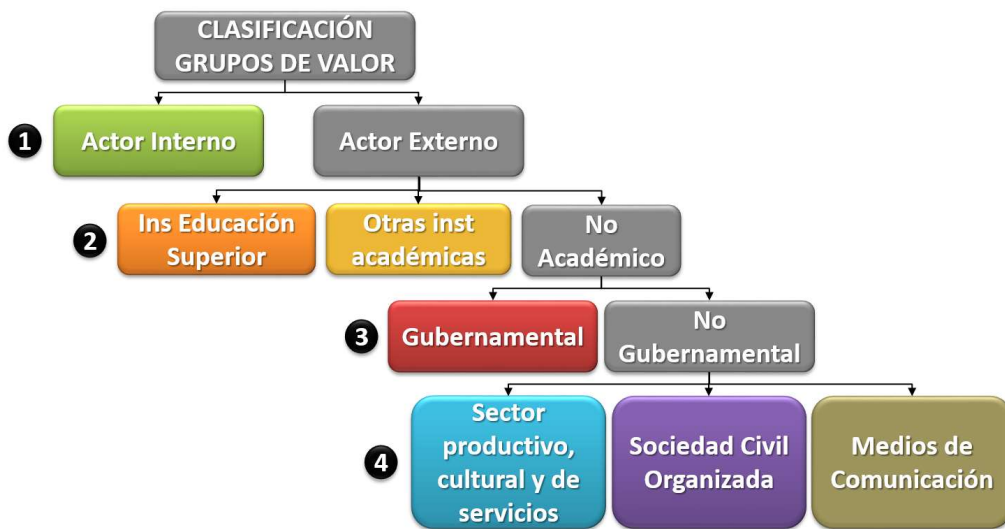 CLASIFICACIÓN
GRUPOS DE VALOR
1
Actor Interno
Actor Externo
2
Ins Educación
Superior
Otras inst
académicas
No
Académico
3
Gubernamental
No
Gubernamental
4
Sector
productivo,
cultural y de
servicios
Sociedad Civil
Organizada
Medios de
Comunicación